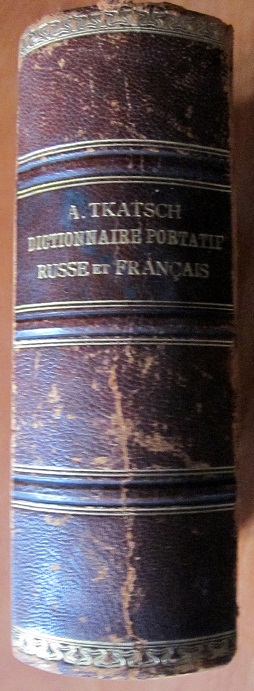 A. TKATSCH
DICTIONNAIRE PORTATIF
RUSSE ET FRANÇAIS